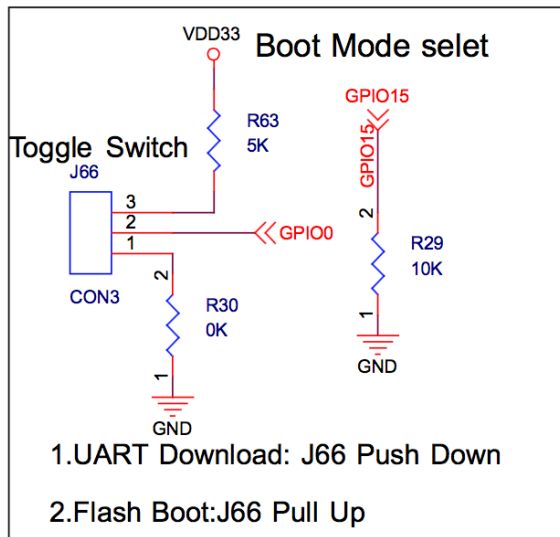 VDD33
Boot Mode selet
GPIO15
R63
5K
GPIO15
Toggle Switch
J66
3
2
1
GPIO0
2
R29
10K
CON3
2
R30
0K
1
1
GND
GND
1.UART Download: J66 Push Down
2.Flash Boot:J66 Pull Up